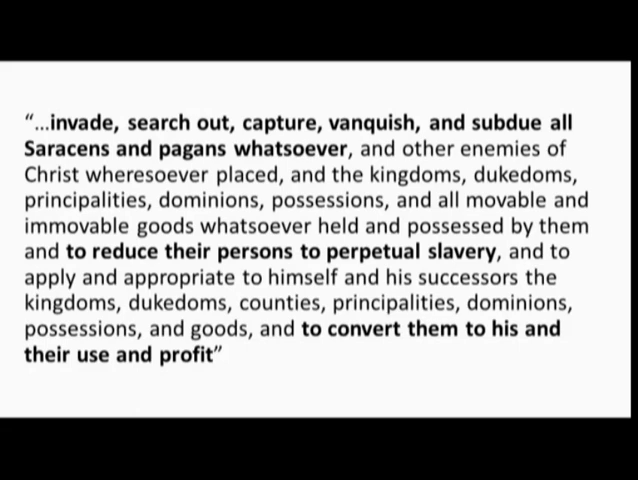 “...invade, search out, capture, vanquish, and subdue all
Saracens and pagans whatsoever, and other enemies of
Christ wheresoever placed, and the kingdoms, dukedoms,
principalities, dominions, possessions, and all movable and
immovable goods whatsoever held and possessed by them
and to reduce their persons to perpetual slavery, and to
apply and appropriate to himself and his successors the
kingdoms, dukedoms, counties, principalities, dominions,
possessions, and goods, and to convert them to his and
their use and profit”